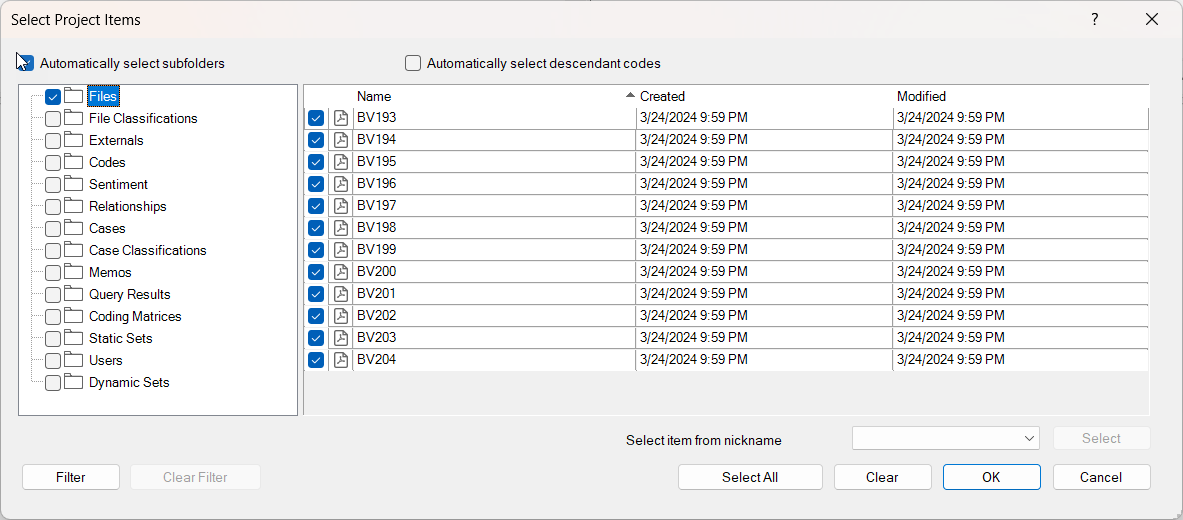 Select Project Items ?
Automatically select subfolders
Automatically select descendant codes
Files
File Classifications
Externals
Codes
Sentiment
Relationships
Cases
Case Classifications
Memos
Query Results
Coding Matrices
Static Sets
Users
Dynamic Sets
Name Created Modified
BV193 3/24/2024 9:59 PM 3/24/2024 9:59 PM
BV194 3/24/2024 9:59 PM 3/24/2024 9:59 PM
BV195 3/24/2024 9:59 PM 3/24/2024 9:59 PM
BV196 3/24/2024 9:59 PM 3/24/2024 9:59 PM
BV197 3/24/2024 9:59 PM 3/24/2024 9:59 PM
BV198 3/24/2024 9:59 PM 3/24/2024 9:59 PM
BV199 3/24/2024 9:59 PM 3/24/2024 9:59 PM
BV200 3/24/2024 9:59 PM 3/24/2024 9:59 PM
BV201 3/24/2024 9:59 PM 3/24/2024 9:59 PM
BV202 3/24/2024 9:59 PM 3/24/2024 9:59 PM
BV203 3/24/2024 9:59 PM 3/24/2024 9:59 PM
BV204 3/24/2024 9:59 PM 3/24/2024 9:59 PM
Select item from nickname Select
Filter Clear Filter Select All Clear OK Cancel